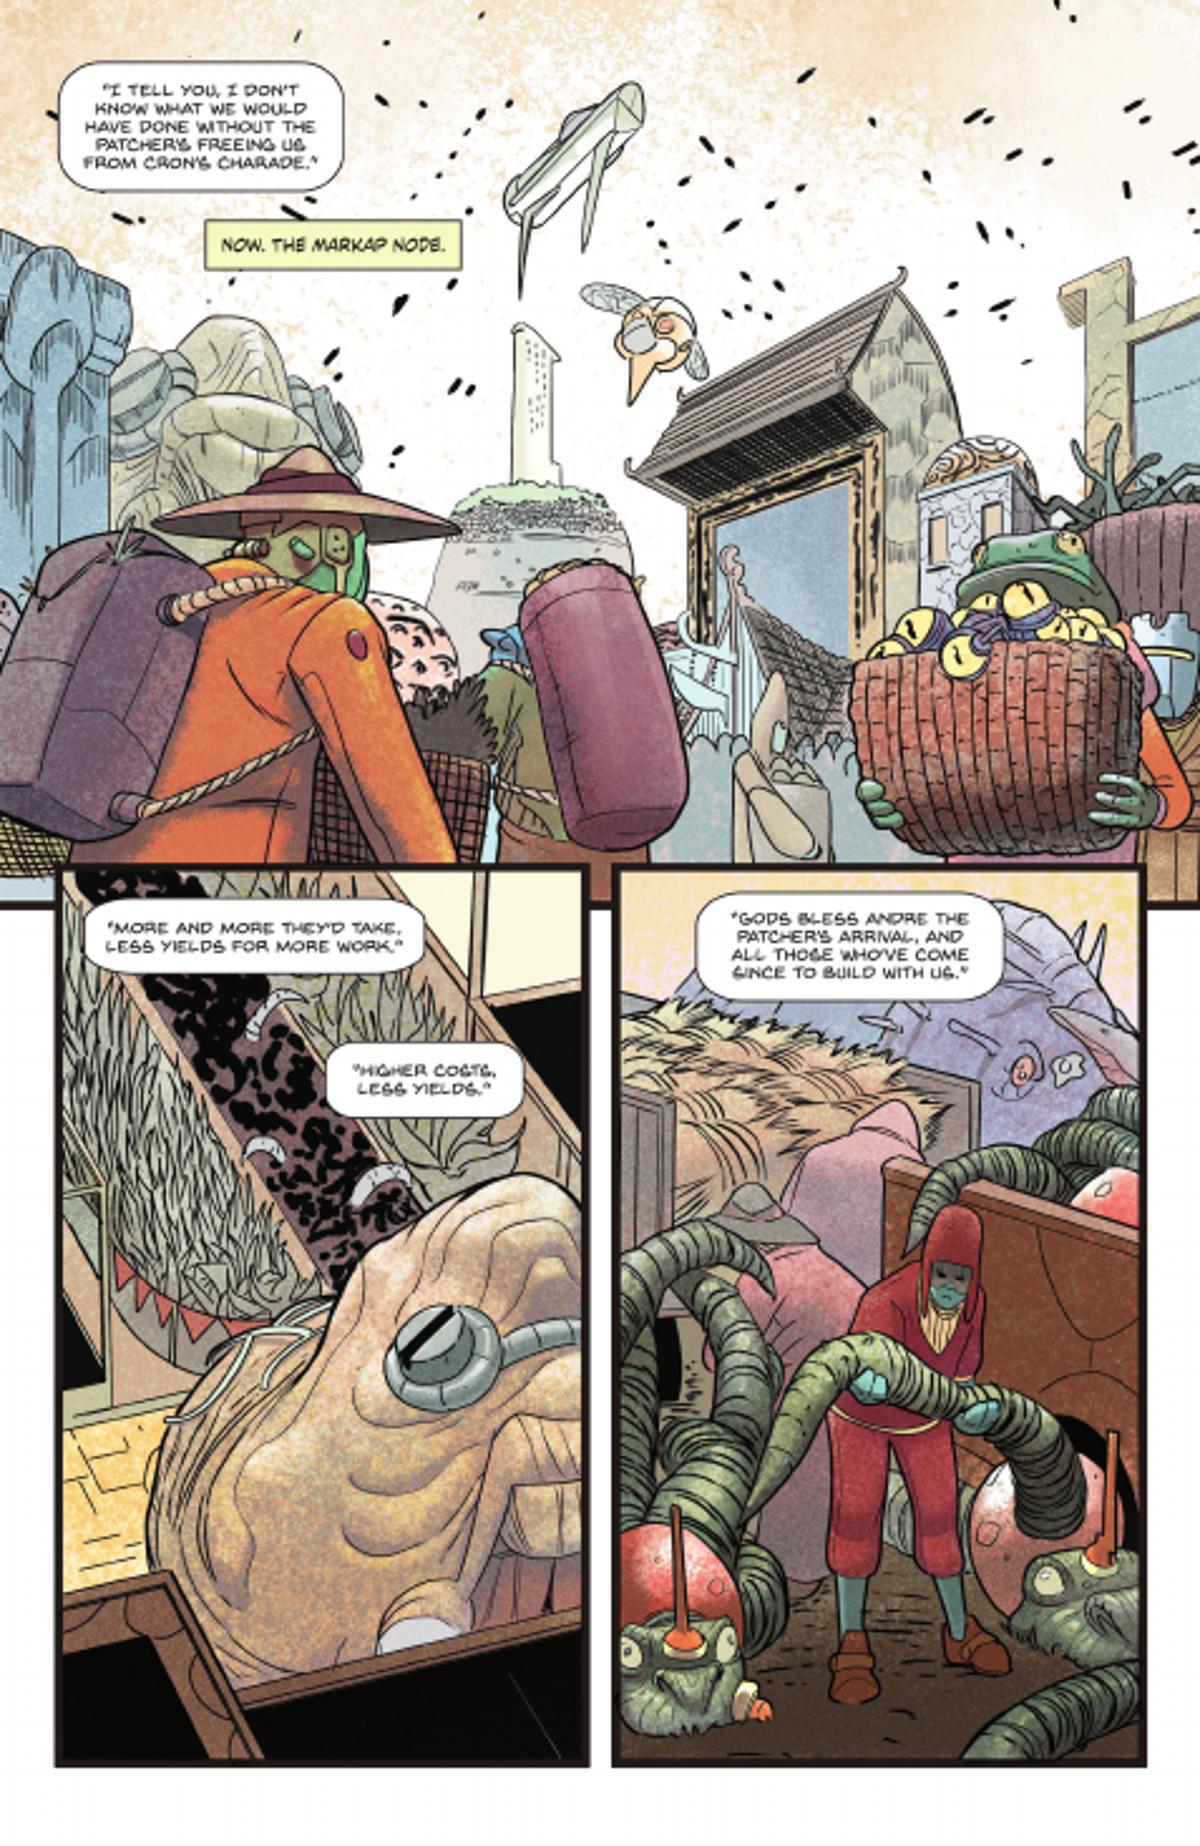 "I TELL YOU, I DON'T
KNOW WHAT WE WOULD
HAVE DONE WITHOUT THE
PATCHER'S FREEING US
FROM CRON'S CHARADE."
NOW. THE MARKAP NODE.
"MORE AND MORE THEY'D TAKE,
LESS YIELDS FOR MORE WORK."
"HIGHER COSTS,
LESS YIELDS."
"GODS BLESS ANDRE THE
PATCHER'S ARRIVAL, AND
ALL THOSE WHO'VE COME
SINCE TO BUILD WITH US."